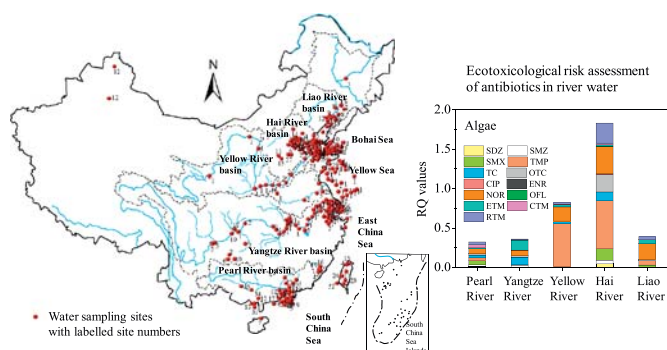 N
Liao River
basin
Hai River
basin
Bohai Sea
Yellow River
basin
Yellow Sea
East
China
Sea
Yangtze River basin
Pearl River basin
South
China Sea
South
China
Sea
Islands
Water sampling sites
with labelled site numbers
Ecotoxicological risk assessment
of antibiotics in river water
2.0
1.5
1.0
0.5
0.0
RQ values
Algae
SDZ SMZ
SMX TMP
TC OTC
CIP ENR
NOR OFL
ETM CTM
RTM
Pearl
River
Yangtze
River
Yellow
River
Hai
River
Liao
River